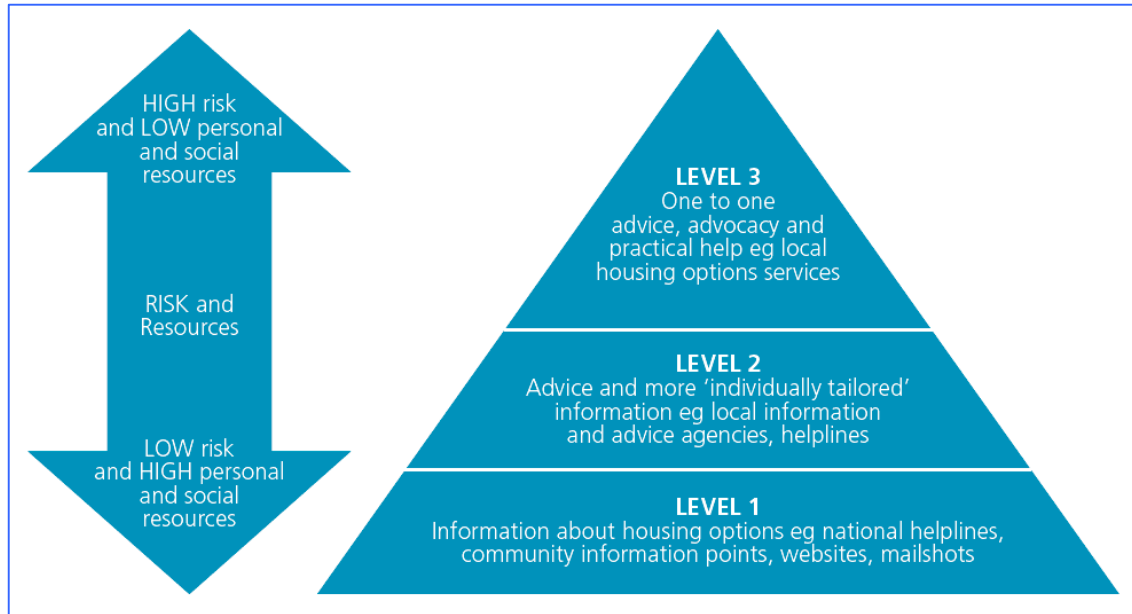 HIGH risk
and LOW personal
and social
resources
RISK and
Resources
LOW risk
and HIGH personal
and social
resources
LEVEL 3
One to one
advice, advocacy and
practical help eg local
housing options services
LEVEL 2
Advice and more ‘individually tailored’
information eg local information
and advice agencies, helplines
LEVEL 1
Information about housing options eg national helplines,
community information points, websites, mailshots